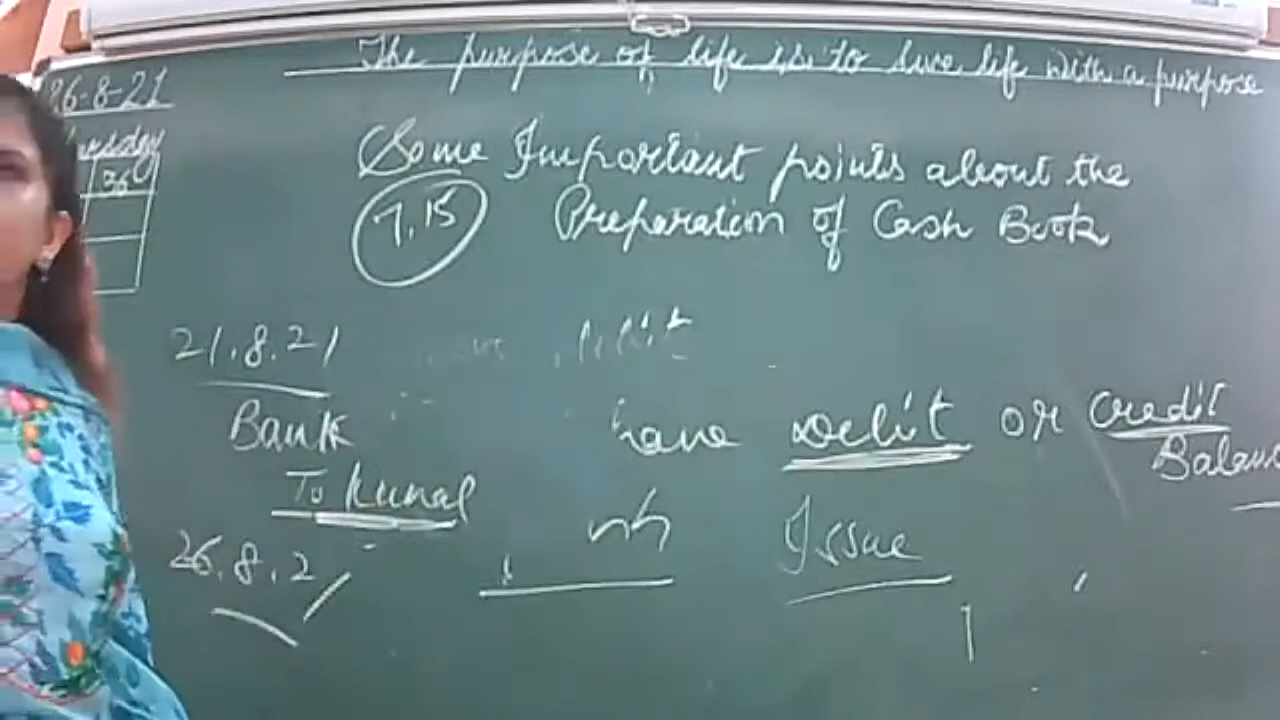 The purpose of life is to live life with a purpose
26-8-21
36
Some Important points about the
7.15 Preparation of Cash Book
21.8.21
Bank
have Debit or Credit
To Kunal
Issue
26.8.2